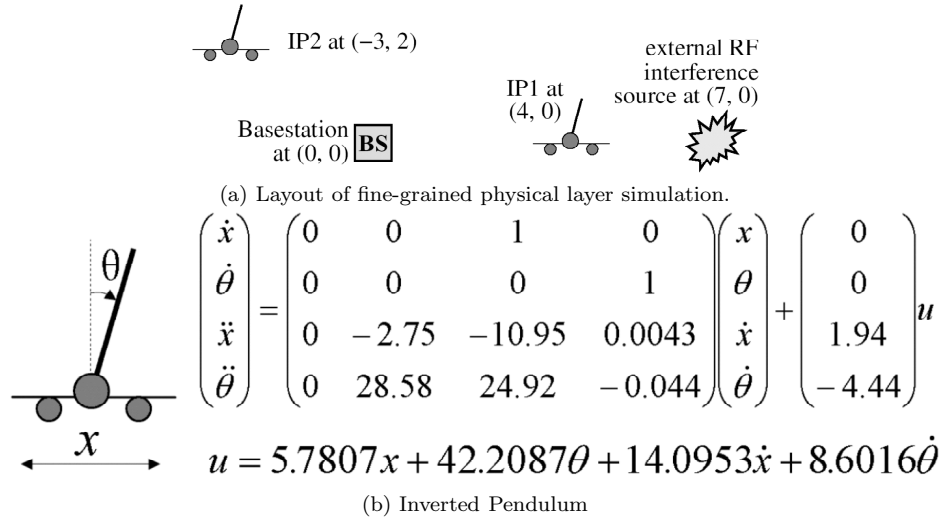 IP2 at (−3, 2)
external RF
interference
source at (7, 0)
IP1 at
(4, 0)
Basestation
at (0, 0)
BS
(a) Layout of fine-grained physical layer simulation.
θ
x
ẋ 0 0 1 0 x 0
θ̇ 0 0 0 1 θ 0
= + u
ẍ 0 −2.75 −10.95 0.0043 ẋ 1.94
θ̈ 0 28.58 24.92 −0.044 θ̇ −4.44
u = 5.7807x + 42.2087θ + 14.0953ẋ + 8.6016θ̇
(b) Inverted Pendulum